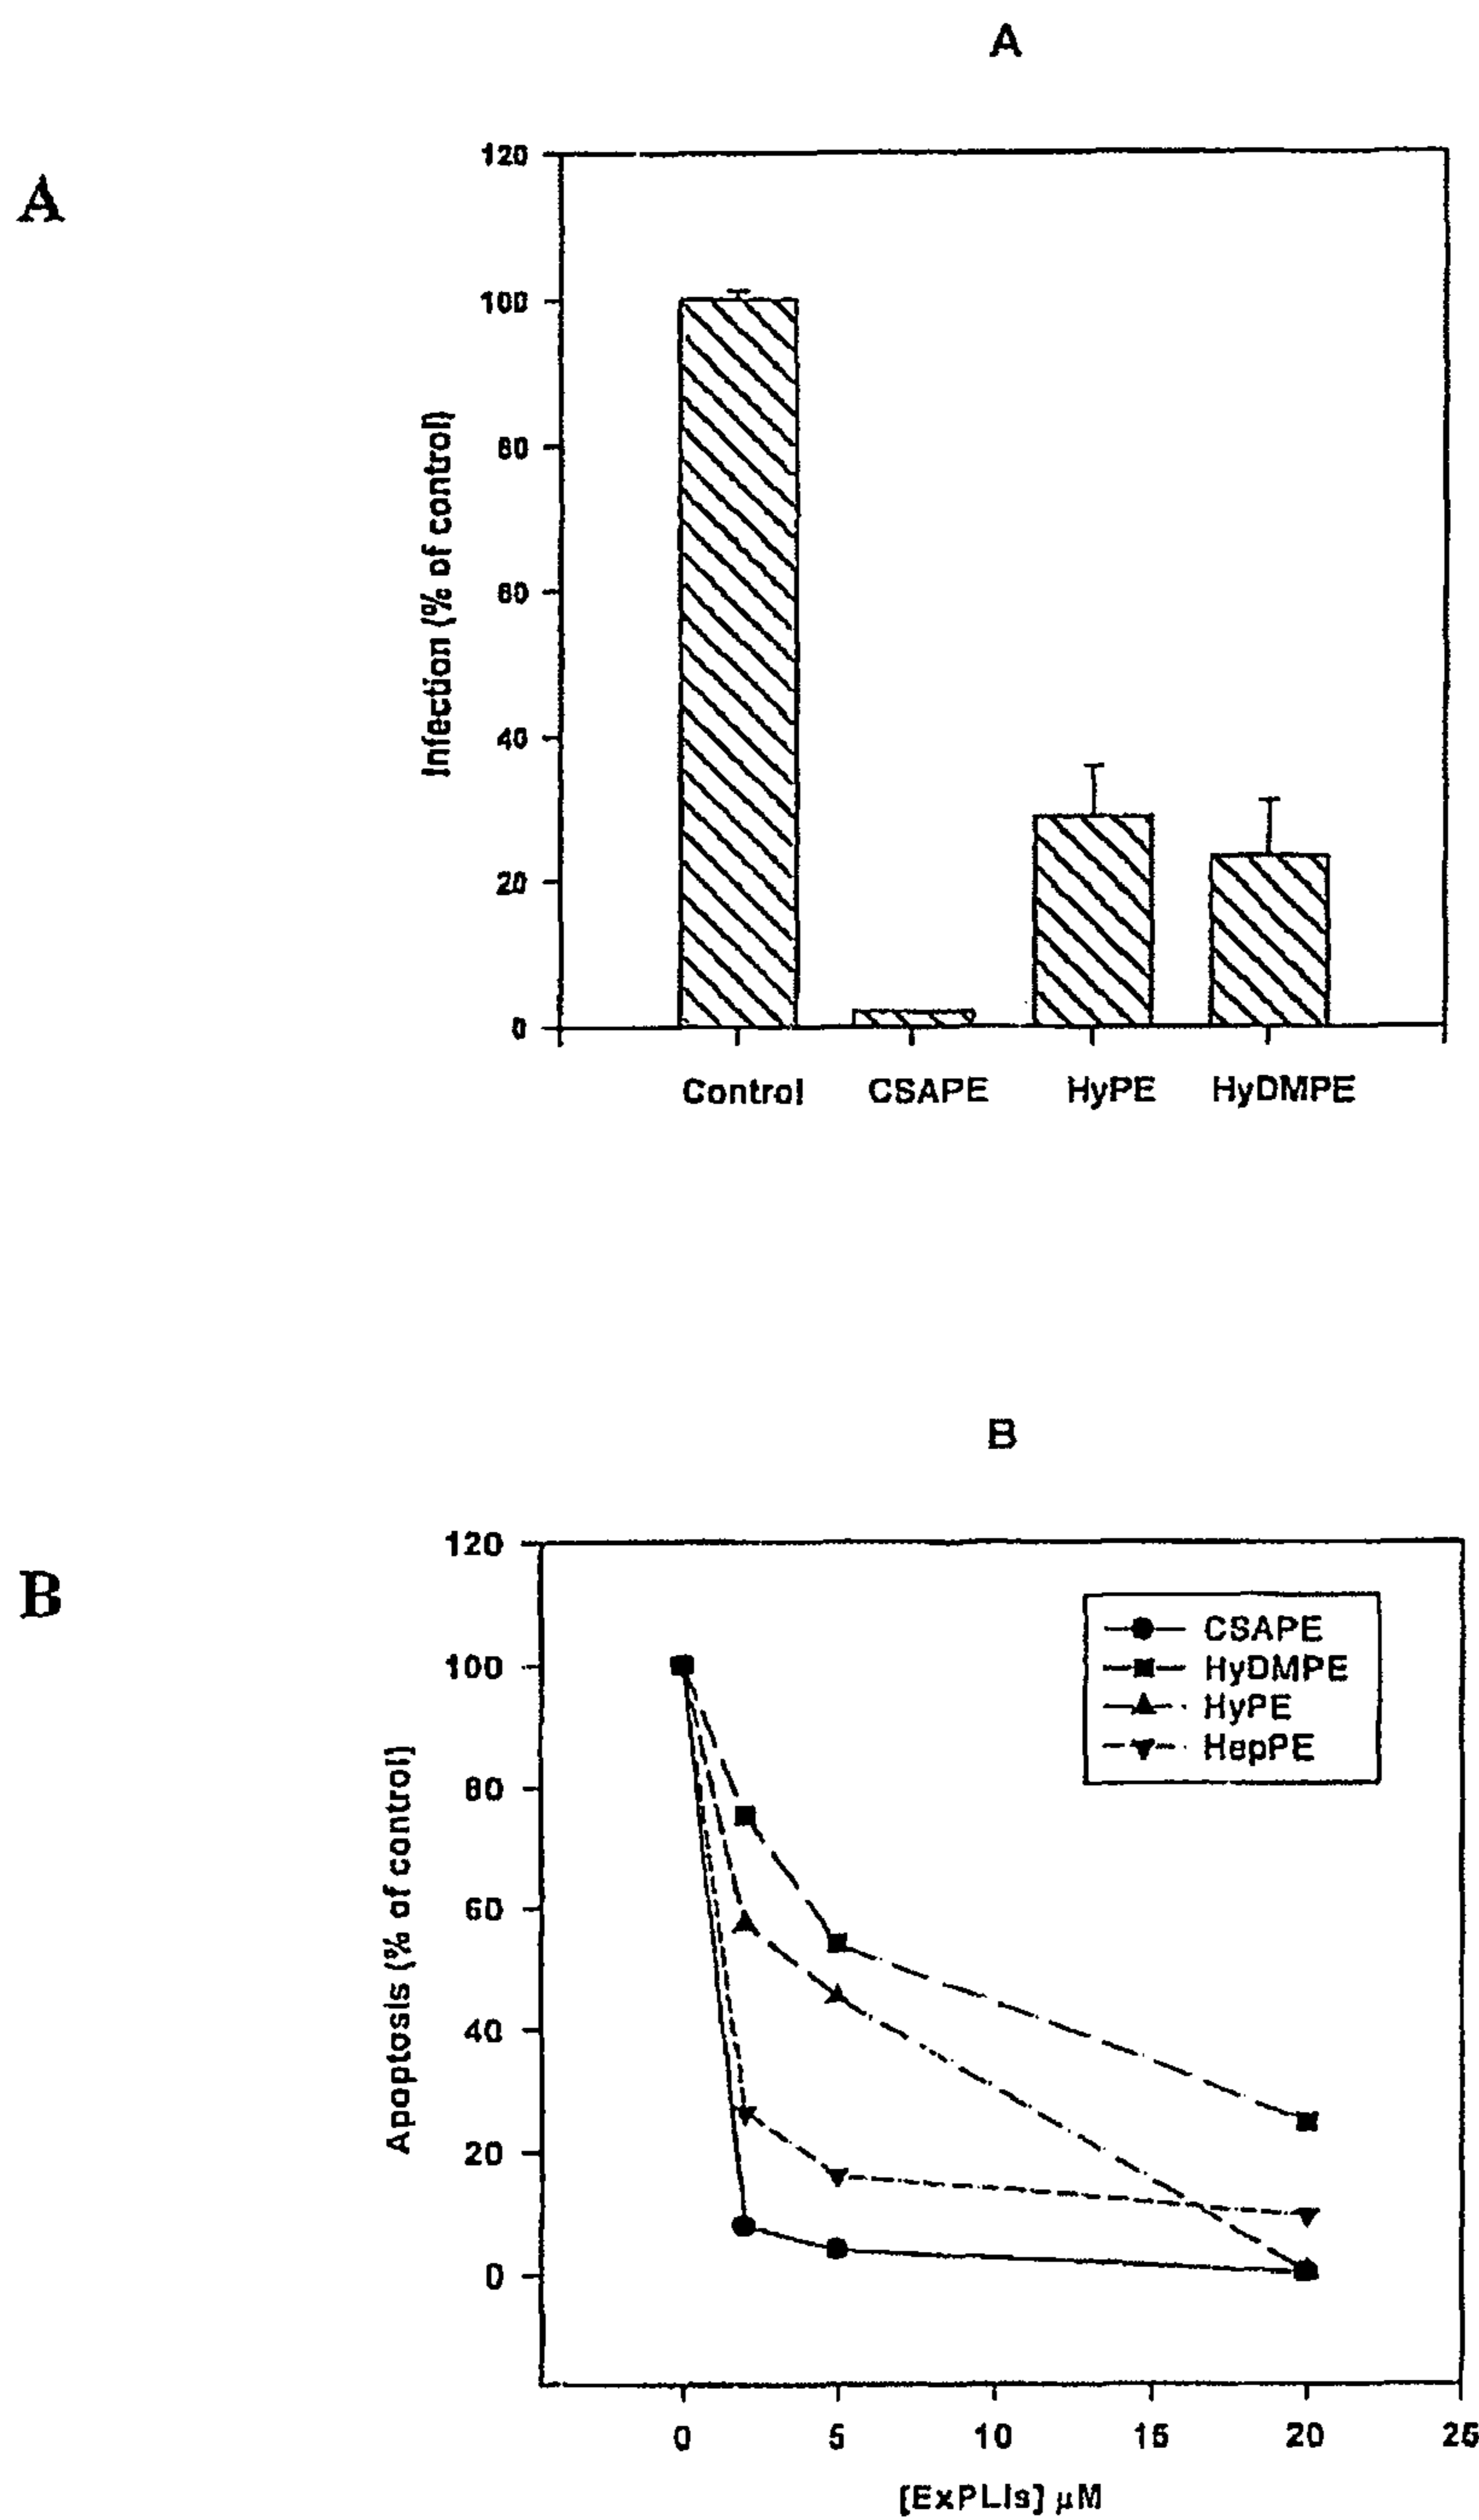 A
A
120
100
80
60
40
20
0
Infection (% of control)
Control CSAPE HyPE HyDMPE
B
B
120
100
80
60
40
20
0
Apoptosis (% of control)
CSAPE
HyDMPE
HyPE
HepPE
0 5 10 15 20 25
[ExPLIs] µM